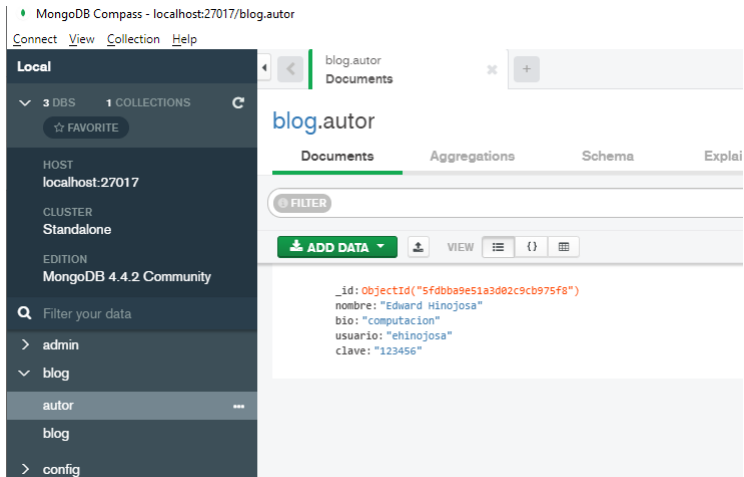 MongoDB Compass - localhost:27017/blog.autor
Connect View Collection Help
Local
3 DBS 1 COLLECTIONS
FAVORITE
HOST
localhost:27017
CLUSTER
Standalone
EDITION
MongoDB 4.4.2 Community
Filter your data
admin
blog
autor
blog
config
blog.autor
Documents
blog.autor
Documents Aggregations Schema Explai
FILTER
ADD DATA VIEW {}
_id: ObjectId("5fdbba9e51a3d02c9cb975f8")
nombre: "Edward Hinojosa"
bio: "computacion"
usuario: "ehinojosa"
clave: "123456"